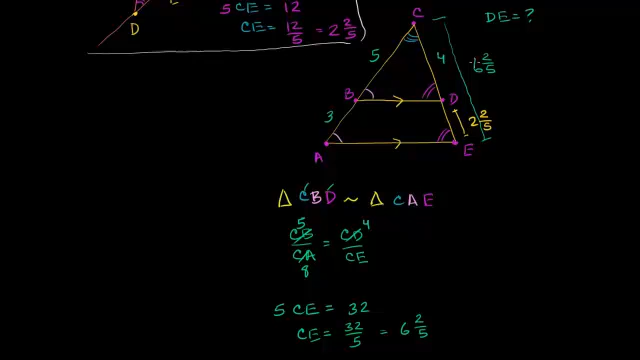 5 CE = 12
D
CE = 12/5 = 2 2/5
DE = ?
C
5
4
6 2/5
B
D
3
2 2/5
A
E
Δ CBD ~ Δ CAE
5 4
CB/CA = CD/CE
8
5 CE = 32
CE = 32/5 = 6 2/5